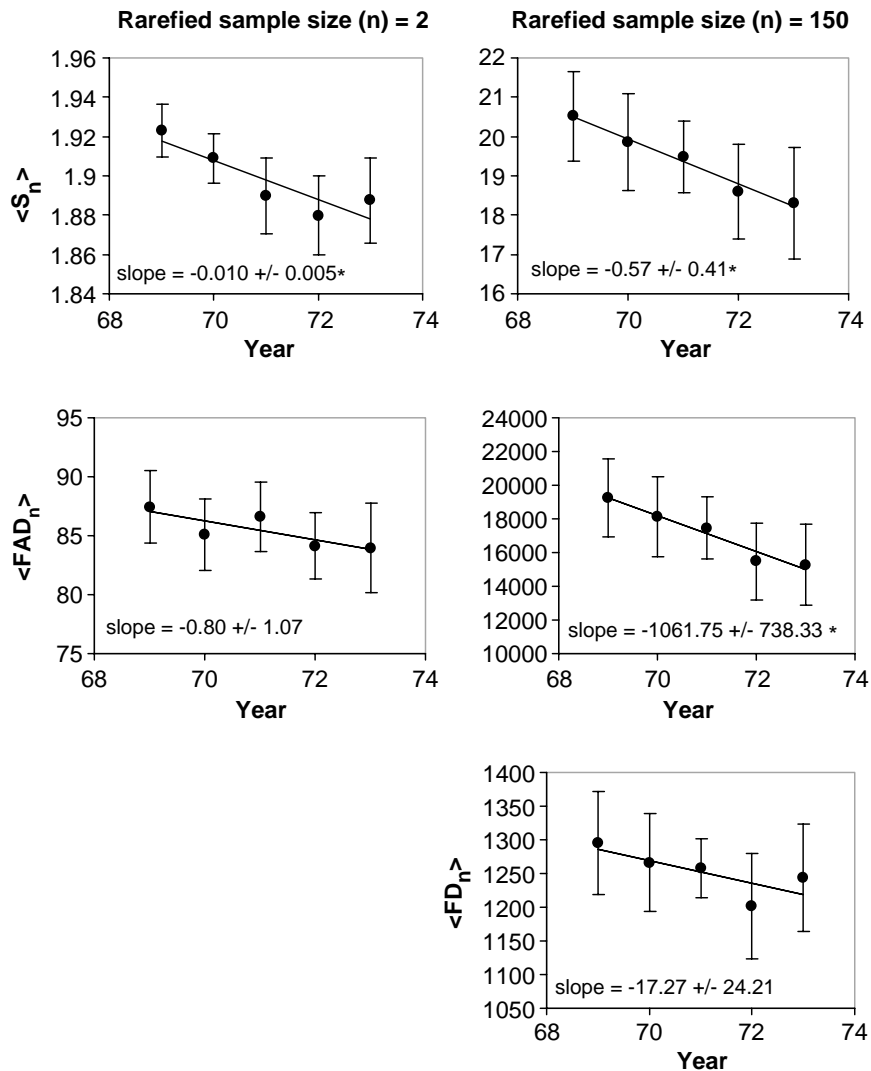 Rarefied sample size (n) = 2
Rarefied sample size (n) = 150
<S_n>
1.96
1.94
1.92
1.9
1.88
1.86
1.84
slope = -0.010 +/- 0.005*
68 70 72 74
Year
22
21
20
19
18
17
16
slope = -0.57 +/- 0.41*
68 70 72 74
Year
<FAD_n>
95
90
85
80
75
slope = -0.80 +/- 1.07
68 70 72 74
Year
24000
22000
20000
18000
16000
14000
12000
10000
slope = -1061.75 +/- 738.33 *
68 70 72 74
Year
<FD_n>
1400
1350
1300
1250
1200
1150
1100
1050
slope = -17.27 +/- 24.21
68 70 72 74
Year